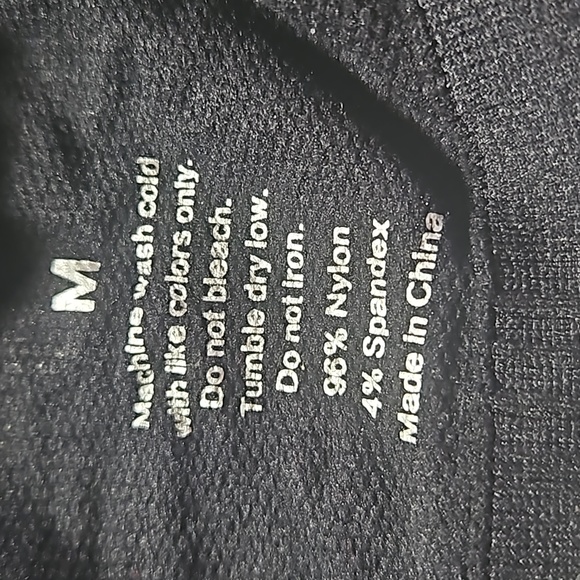 M
Machine wash cold
with like colors only.
Do not bleach.
Tumble dry low.
Do not iron.
96% Nylon
4% Spandex
Made in China